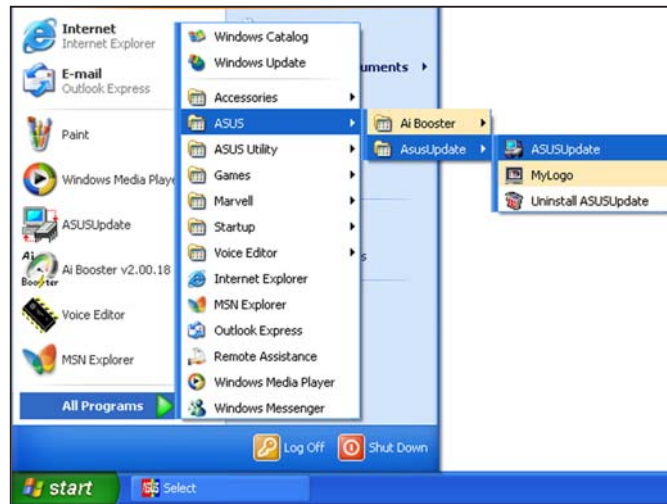 Internet
Internet Explorer
E-mail
Outlook Express
Paint
Windows Media Playe
ASUSUpdate
Ai Booster v2.00.18
Voice Editor
MSN Explorer
All Programs
Windows Catalog
Windows Update
Accessories
ASUS
ASUS Utility
Games
Marvell
Startup
Voice Editor
Internet Explorer
MSN Explorer
Outlook Express
Remote Assistance
Windows Media Player
Windows Messenger
uments
s
Ai Booster
AsusUpdate
ASUSUpdate
MyLogo
Uninstall ASUSUpdate
Log Off
Shut Down
start
Select